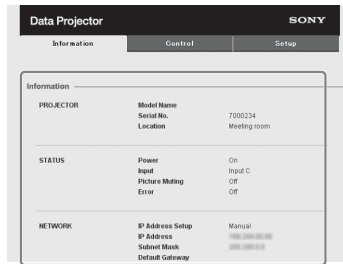 Data Projector SONY
Information Control Setup
Information
PROJECTOR Model Name
Serial No. 7000234
Location Meeting room
STATUS Power On
Input Input C
Picture Muting Off
Error Off
NETWORK IP Address Setup Manual
IP Address
Subnet Mask
Default Gateway